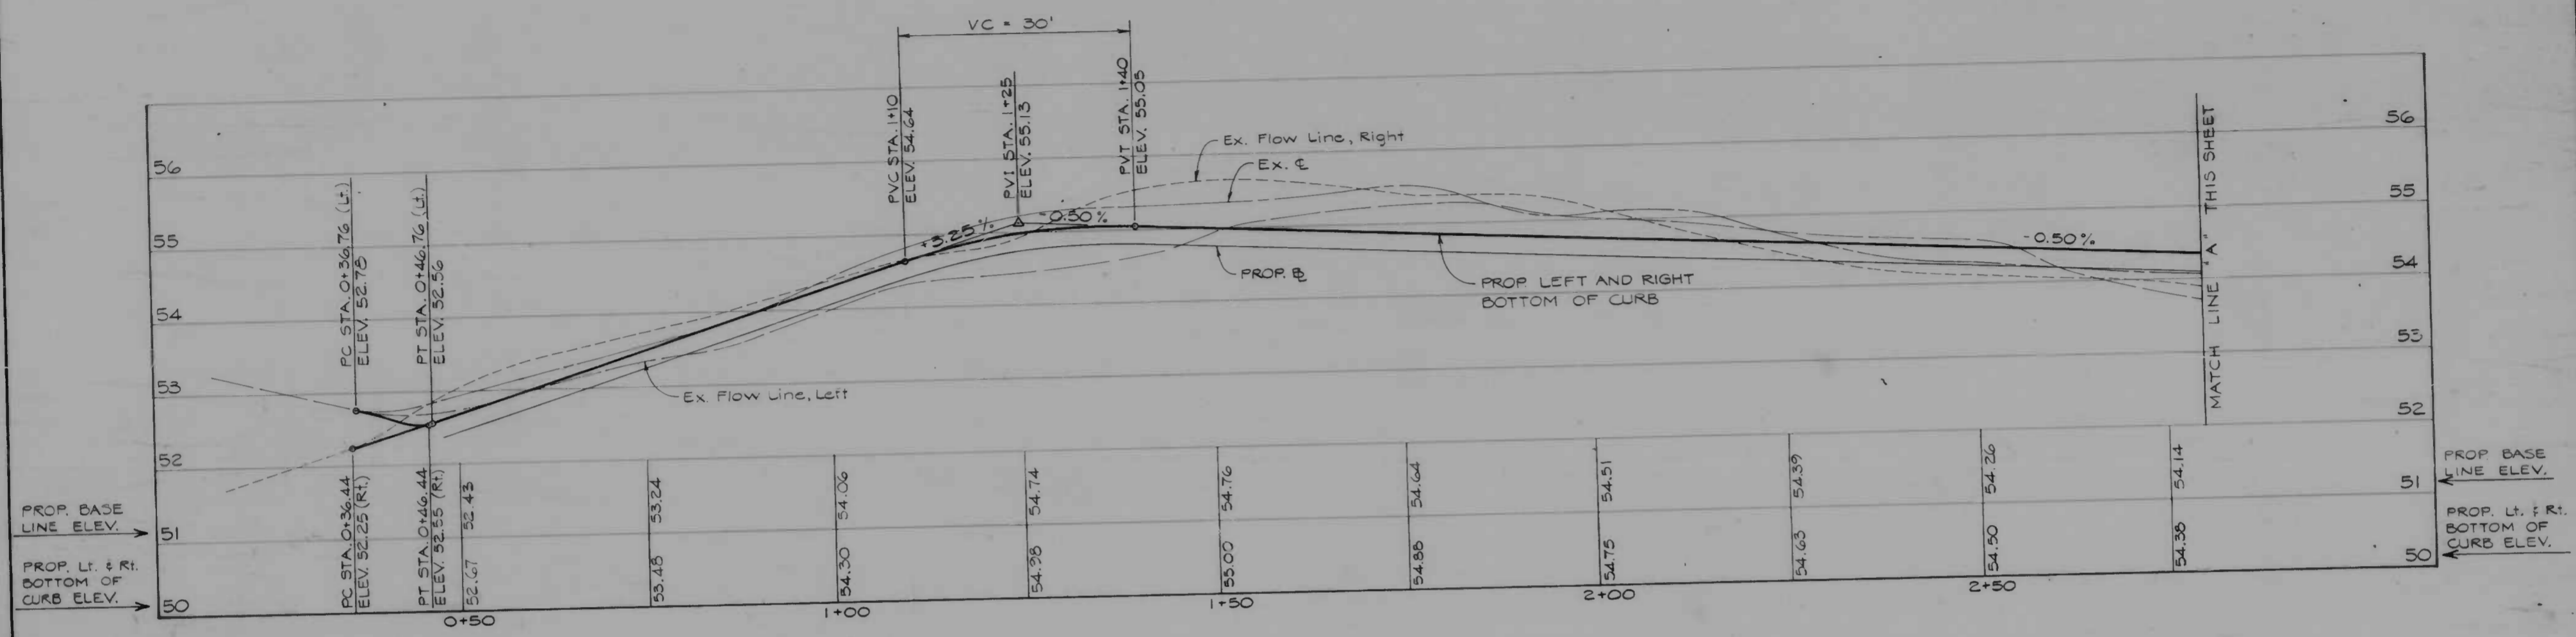 VC = 30'
PVC STA. 1+10
ELEV. 54.64
PVI STA. 1+25
ELEV. 55.13
PVT STA. 1+40
ELEV. 55.05
PC STA. 0+36.76 (Lt.)
ELEV. 52.78
PT STA. 0+46.76 (Lt.)
ELEV. 52.56
Ex. Flow Line, Right
Ex. ℄
+3.25%
-0.50%
-0.50%
PROP. ⅊
PROP. LEFT AND RIGHT
BOTTOM OF CURB
Ex. Flow Line, Left
MATCH LINE "A" THIS SHEET
56
55
54
53
52
51
50
56
55
54
53
52
51
50
PC STA. 0+36.44
ELEV. 52.25 (Rt.)
PT STA. 0+46.44
ELEV. 52.55 (Rt.)
PROP. BASE
LINE ELEV.
52.43
53.24
54.06
54.74
54.76
54.64
54.51
54.39
54.26
54.14
PROP. BASE
LINE ELEV.
PROP. Lt. & Rt.
BOTTOM OF
CURB ELEV.
52.67
53.48
54.30
54.98
55.00
54.88
54.75
54.63
54.50
54.38
PROP. Lt. & Rt.
BOTTOM OF
CURB ELEV.
0+50
1+00
1+50
2+00
2+50